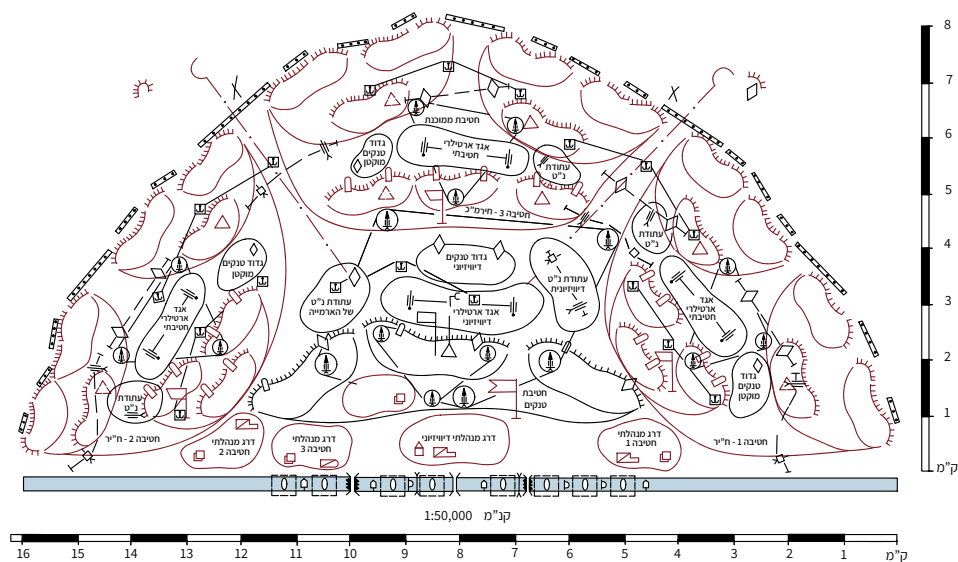 8
7
6
5
4
3
2
1
ק"מ
חטיבת ממוכנת
גדוד
טנקים
מוקטן
אגד ארטילרי
חטיבתי
עתודת
נ"ט
חטיבה 3 - חירמ"כ
עתודת
נ"ט
גדוד טנקים
מוקטן
גדוד טנקים
דיוויזיוני
עתודת נ"ט
דיוויזיונית
עתודת נ"ט
של הארמייה
אגד ארטילרי
דיוויזיוני
אגד
ארטילרי
חטיבתי
אגד
ארטילרי
חטיבתי
גדוד
טנקים
מוקטן
עתודת
נ"ט
חטיבת
טנקים
חטיבה 1 - ח"יר
דרג מנהלתי
חטיבה 1
דרג מנהלתי דיוויזיוני
דרג מנהלתי
חטיבה 3
דרג מנהלתי
חטיבה 2
חטיבה 2 - ח"יר
קנ"מ 1:50,000
16 15 14 13 12 11 10 9 8 7 6 5 4 3 2 1 ק"מ